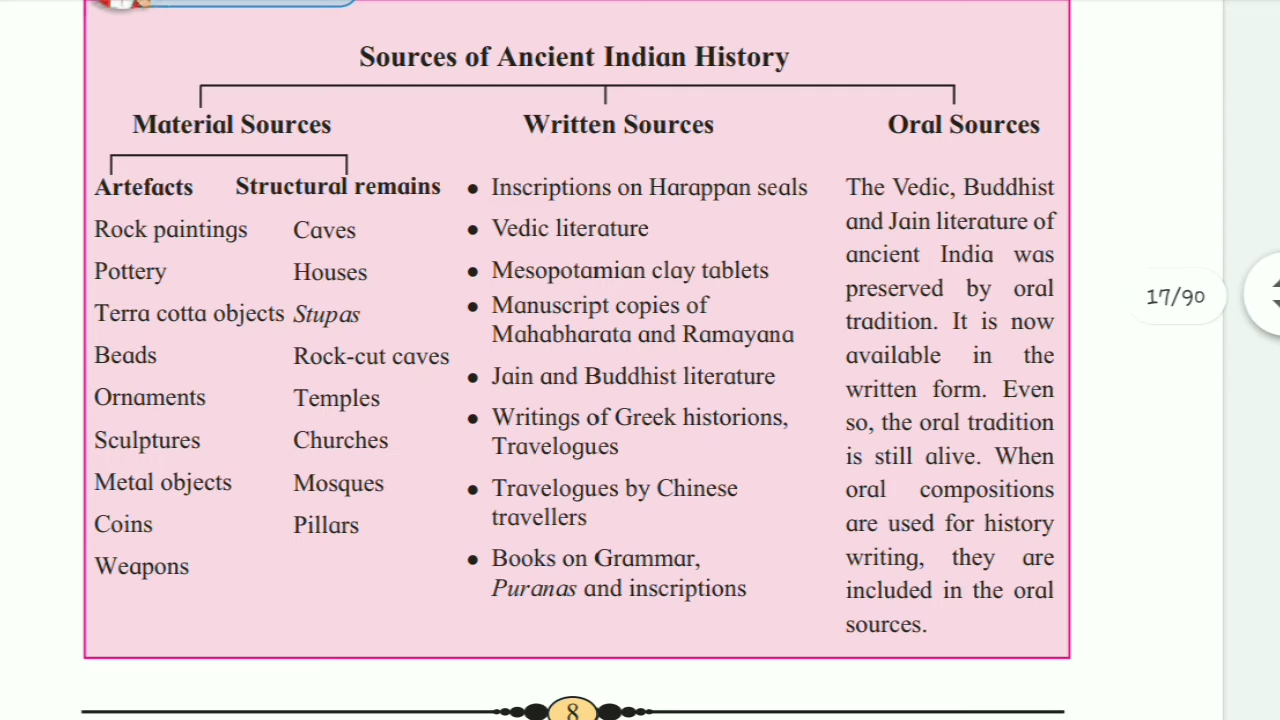 Sources of Ancient Indian History
Material Sources
Written Sources
Oral Sources
Artefacts
Rock paintings
Pottery
Terra cotta objects
Beads
Ornaments
Sculptures
Metal objects
Coins
Weapons
Structural remains
Caves
Houses
Stupas
Rock-cut caves
Temples
Churches
Mosques
Pillars
• Inscriptions on Harappan seals
• Vedic literature
• Mesopotamian clay tablets
• Manuscript copies of
Mahabharata and Ramayana
• Jain and Buddhist literature
• Writings of Greek historions,
Travelogues
• Travelogues by Chinese
travellers
• Books on Grammar,
Puranas and inscriptions
The Vedic, Buddhist
and Jain literature of
ancient India was
preserved by oral
tradition. It is now
available in the
written form. Even
so, the oral tradition
is still alive. When
oral compositions
are used for history
writing, they are
included in the oral
sources.
17/90
8